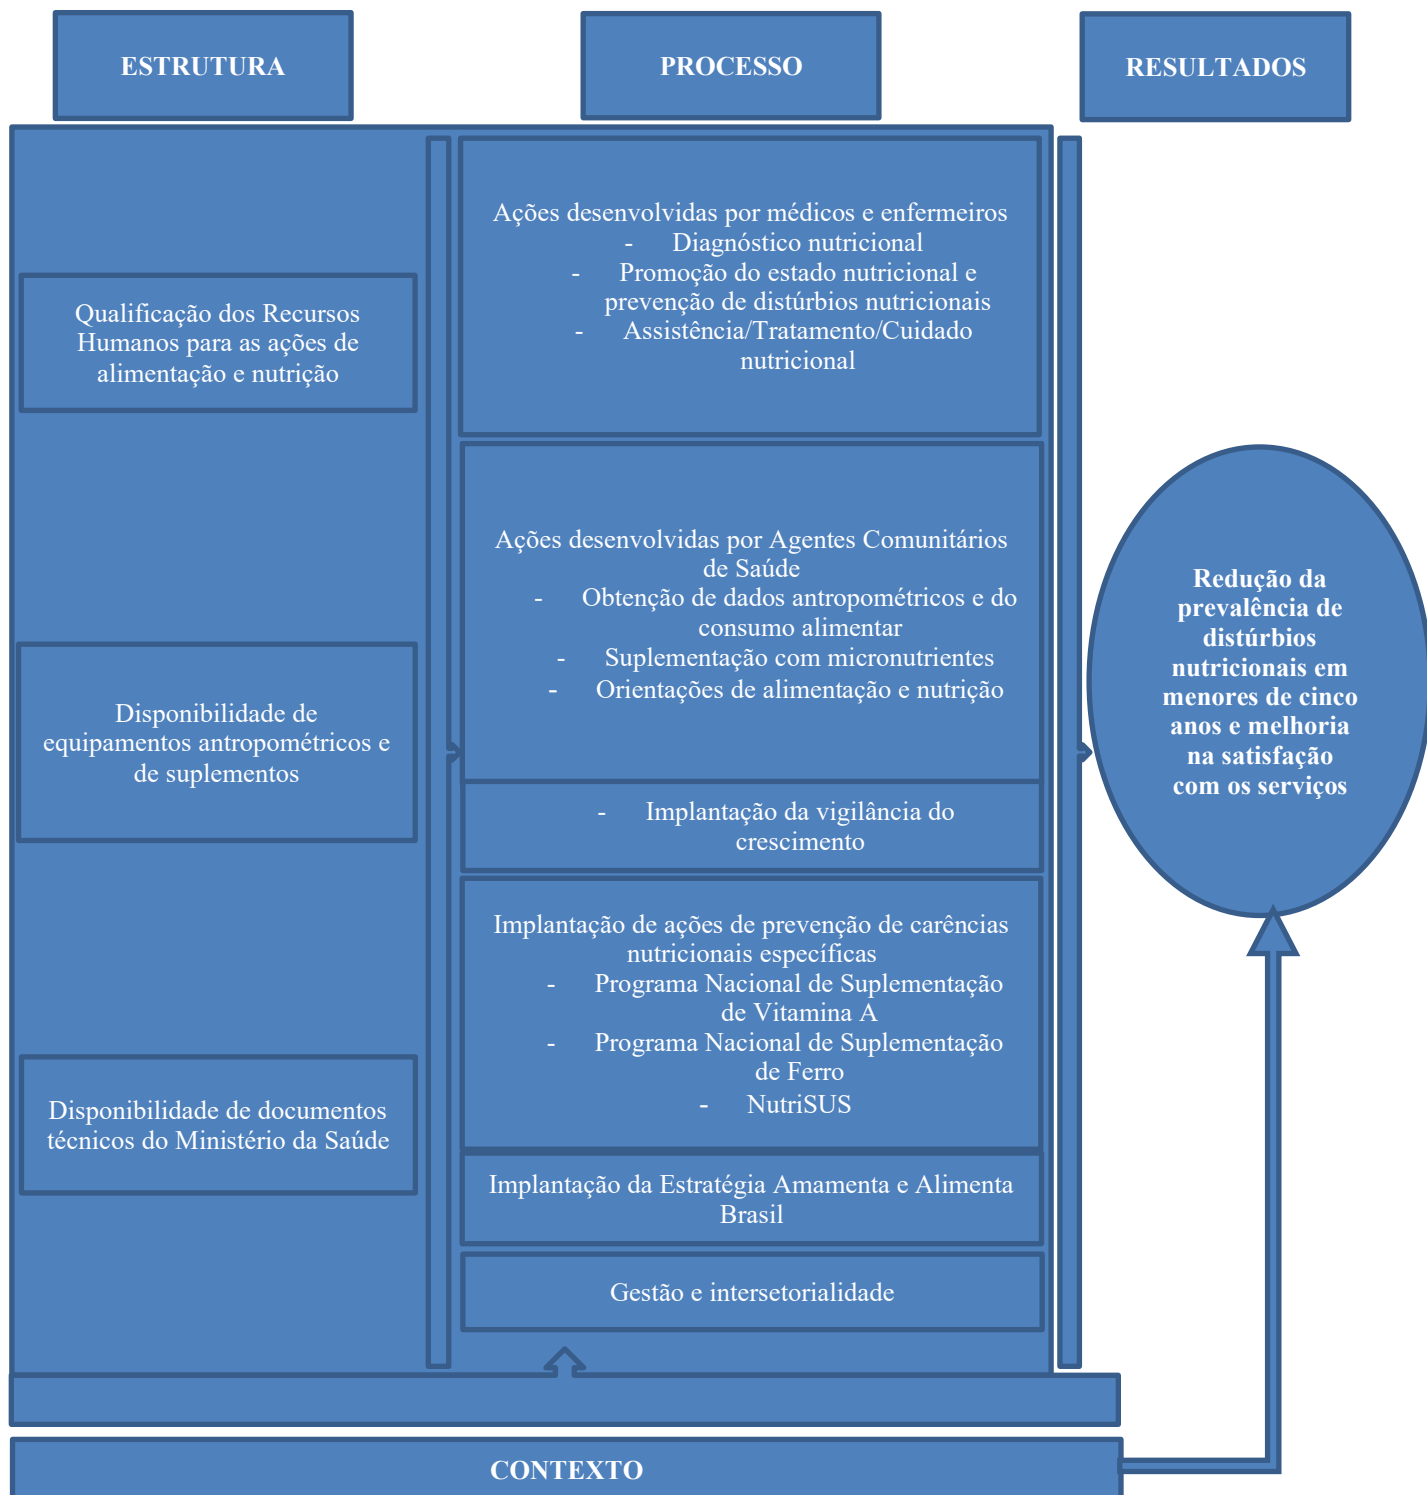 ESTRUTURA
PROCESSO
RESULTADOS
Qualificação dos Recursos
Humanos para as ações de
alimentação e nutrição
Disponibilidade de
equipamentos antropométricos e
de suplementos
Disponibilidade de documentos
técnicos do Ministério da Saúde
Ações desenvolvidas por médicos e enfermeiros
- Diagnóstico nutricional
- Promoção do estado nutricional e
prevenção de distúrbios nutricionais
- Assistência/Tratamento/Cuidado
nutricional
Ações desenvolvidas por Agentes Comunitários
de Saúde
- Obtenção de dados antropométricos e do
consumo alimentar
- Suplementação com micronutrientes
- Orientações de alimentação e nutrição
- Implantação da vigilância do
crescimento
Implantação de ações de prevenção de carências
nutricionais específicas
- Programa Nacional de Suplementação
de Vitamina A
- Programa Nacional de Suplementação
de Ferro
- NutriSUS
Implantação da Estratégia Amamenta e Alimenta
Brasil
Gestão e intersetorialidade
Redução da
prevalência de
distúrbios
nutricionais em
menores de cinco
anos e melhoria
na satisfação
com os serviços
CONTEXTO